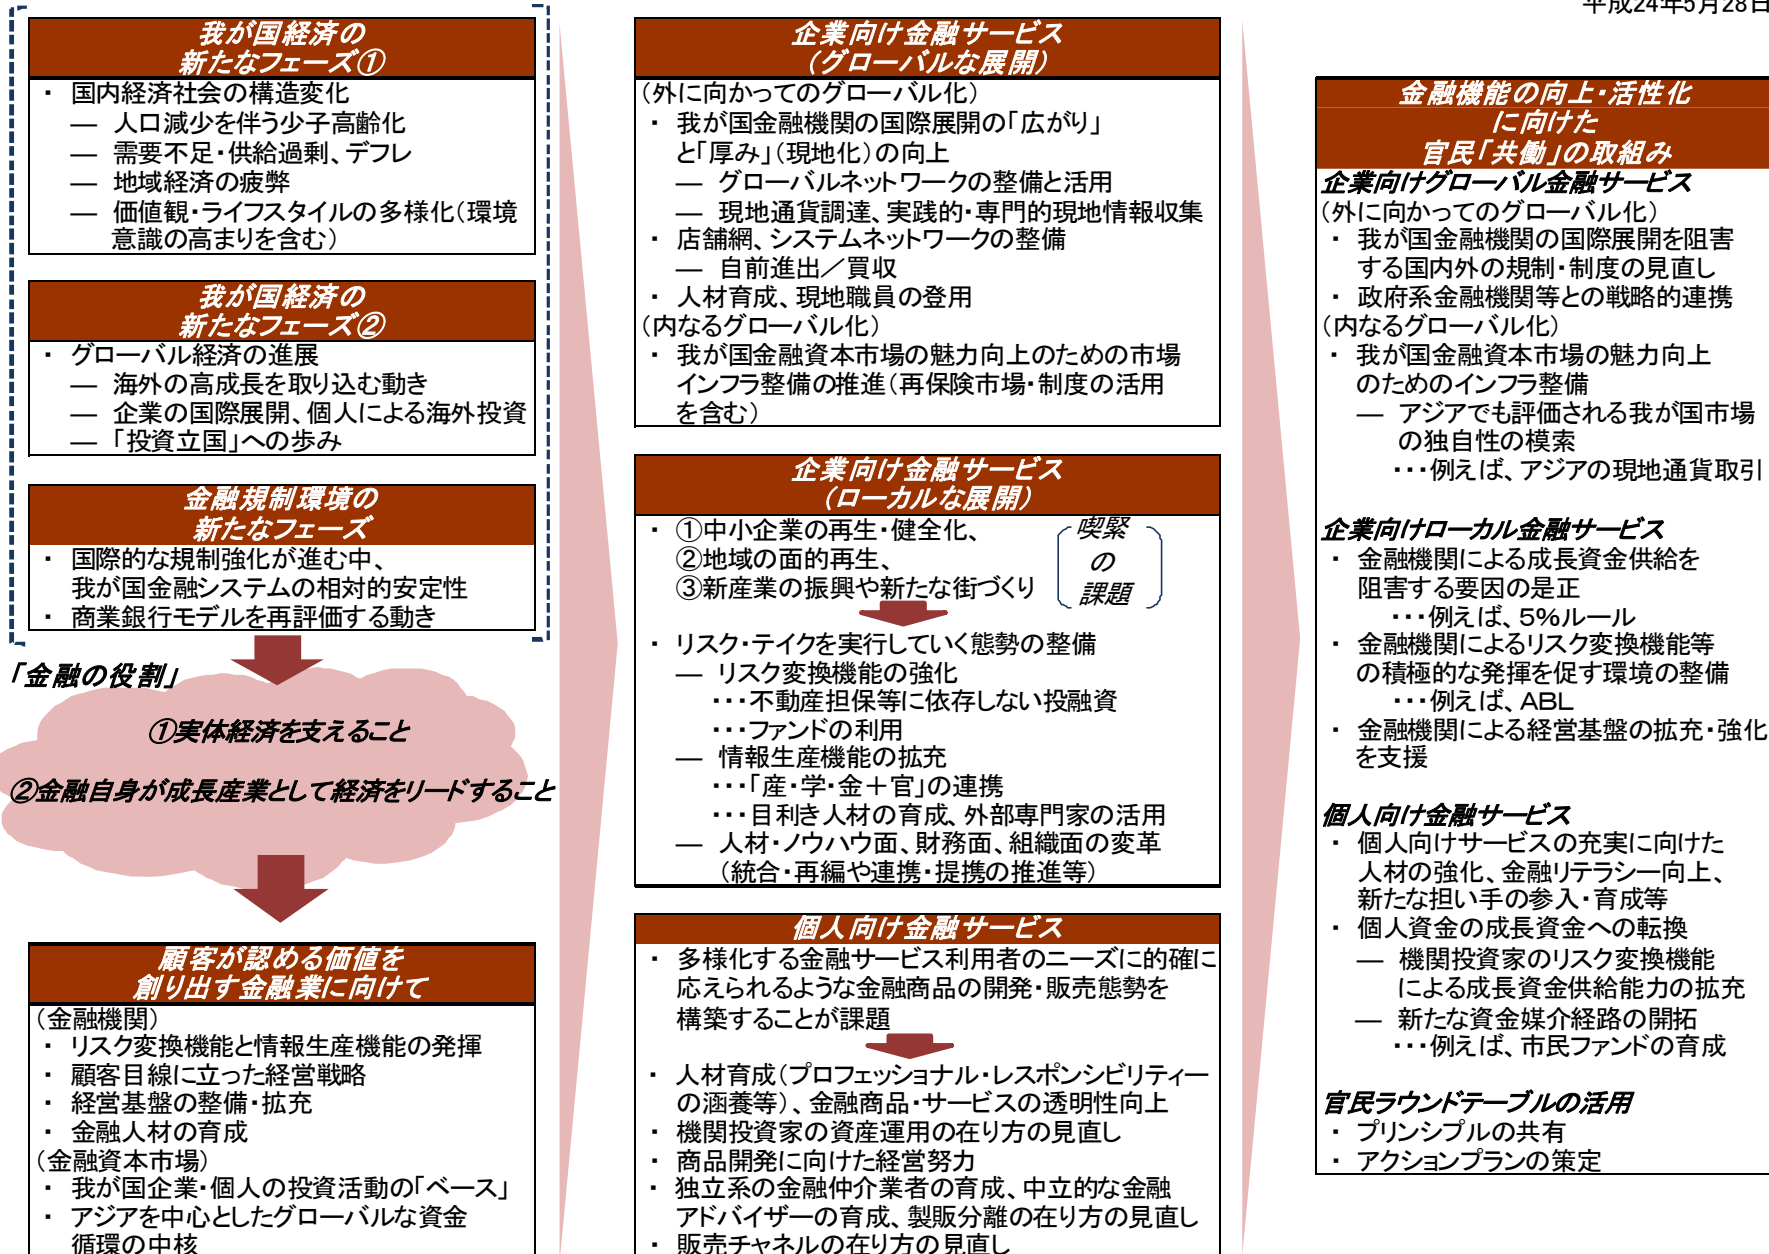 平成24年5月28日
我が国経済の
新たなフェーズ①
・ 国内経済社会の構造変化
― 人口減少を伴う少子高齢化
― 需要不足・供給過剰、デフレ
― 地域経済の疲弊
― 価値観・ライフスタイルの多様化（環境
意識の高まりを含む）
我が国経済の
新たなフェーズ②
・ グローバル経済の進展
― 海外の高成長を取り込む動き
― 企業の国際展開、個人による海外投資
― 「投資立国」への歩み
金融規制環境の
新たなフェーズ
・ 国際的な規制強化が進む中、
我が国金融システムの相対的安定性
・ 商業銀行モデルを再評価する動き
「金融の役割」
①実体経済を支えること
②金融自身が成長産業として経済をリードすること
顧客が認める価値を
創り出す金融業に向けて
（金融機関）
・ リスク変換機能と情報生産機能の発揮
・ 顧客目線に立った経営戦略
・ 経営基盤の整備・拡充
・ 金融人材の育成
（金融資本市場）
・ 我が国企業・個人の投資活動の「ベース」
・ アジアを中心としたグローバルな資金
循環の中核
企業向け金融サービス
（グローバルな展開）
（外に向かってのグローバル化）
・ 我が国金融機関の国際展開の「広がり」
と「厚み」（現地化）の向上
― グローバルネットワークの整備と活用
― 現地通貨調達、実践的・専門的現地情報収集
・ 店舗網、システムネットワークの整備
― 自前進出／買収
・ 人材育成、現地職員の登用
（内なるグローバル化）
・ 我が国金融資本市場の魅力向上のための市場
インフラ整備の推進（再保険市場・制度の活用
を含む）
企業向け金融サービス
（ローカルな展開）
・ ①中小企業の再生・健全化、
②地域の面的再生、
③新産業の振興や新たな街づくり
喫緊
の
課題
・ リスク・テイクを実行していく態勢の整備
― リスク変換機能の強化
・・・不動産担保等に依存しない投融資
・・・ファンドの利用
― 情報生産機能の拡充
・・・「産・学・金＋官」の連携
・・・目利き人材の育成、外部専門家の活用
― 人材・ノウハウ面、財務面、組織面の変革
（統合・再編や連携・提携の推進等）
個人向け金融サービス
・ 多様化する金融サービス利用者のニーズに的確に
応えられるような金融商品の開発・販売態勢を
構築することが課題
・ 人材育成（プロフェッショナル・レスポンシビリティー
の涵養等）、金融商品・サービスの透明性向上
・ 機関投資家の資産運用の在り方の見直し
・ 商品開発に向けた経営努力
・ 独立系の金融仲介業者の育成、中立的な金融
アドバイザーの育成、製販分離の在り方の見直し
・ 販売チャネルの在り方の見直し
金融機能の向上・活性化
に向けた
官民「共働」の取組み
企業向けグローバル金融サービス
（外に向かってのグローバル化）
・ 我が国金融機関の国際展開を阻害
する国内外の規制・制度の見直し
・ 政府系金融機関等との戦略的連携
（内なるグローバル化）
・ 我が国金融資本市場の魅力向上
のためのインフラ整備
― アジアでも評価される我が国市場
の独自性の模索
・・・例えば、アジアの現地通貨取引
企業向けローカル金融サービス
・ 金融機関による成長資金供給を
阻害する要因の是正
・・・例えば、5％ルール
・ 金融機関によるリスク変換機能等
の積極的な発揮を促す環境の整備
・・・例えば、ABL
・ 金融機関による経営基盤の拡充・強化
を支援
個人向け金融サービス
・ 個人向けサービスの充実に向けた
人材の強化、金融リテラシー向上、
新たな担い手の参入・育成等
・ 個人資金の成長資金への転換
― 機関投資家のリスク変換機能
による成長資金供給能力の拡充
― 新たな資金媒介経路の開拓
・・・例えば、市民ファンドの育成
官民ラウンドテーブルの活用
・ プリンシプルの共有
・ アクションプランの策定